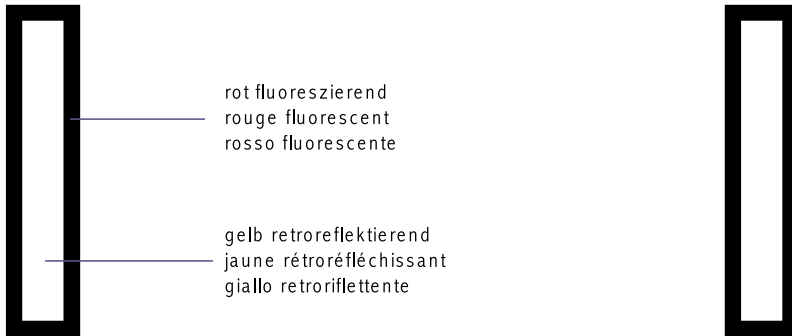 rot fluoreszierend
rouge fluorescent
rosso fluorescente
gelb retroreflektierend
jaune rétroréfléchissant
giallo retroriflettente